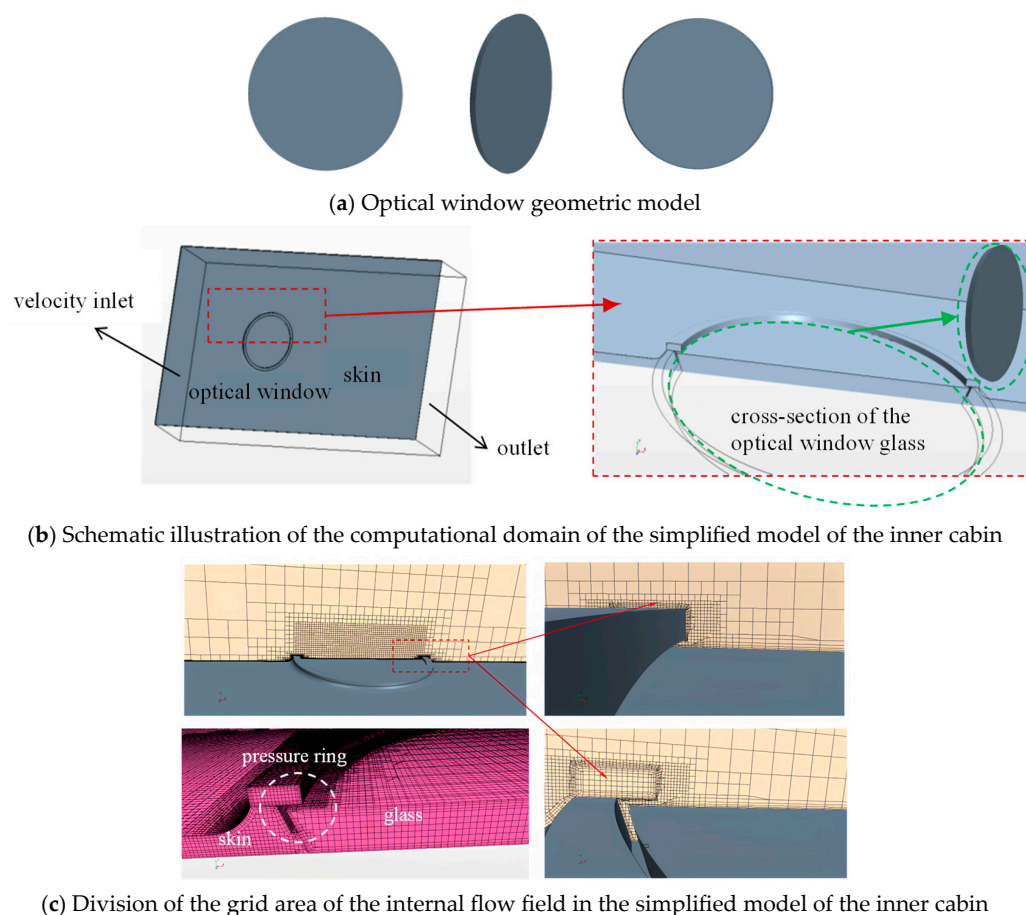 (a) Optical window geometric model
velocity inlet
optical window
skin
outlet
cross-section of the
optical window glass
(b) Schematic illustration of the computational domain of the simplified model of the inner cabin
pressure ring
glass
skin
(c) Division of the grid area of the internal flow field in the simplified model of the inner cabin